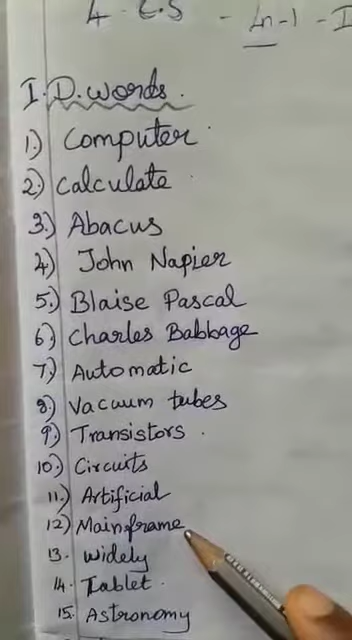 4 - C.S - Ln-1 - I
I. D. words.
1) Computer
2) Calculate
3) Abacus
4) John Napier
5) Blaise Pascal
6) Charles Babbage
7) Automatic
8) Vacuum tubes
9) Transistors.
10) Circuits
11) Artificial
12) Mainframe
13. Widely
14. Tablet.
15. Astronomy